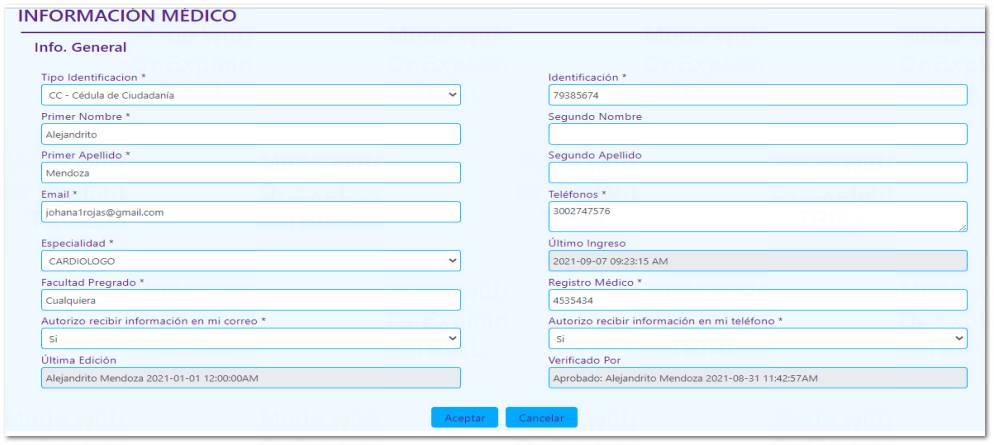 INFORMACIÓN MÉDICO
Info. General
Tipo Identificacion *
CC - Cédula de Ciudadanía
Identificación *
79385674
Primer Nombre *
Alejandrito
Segundo Nombre
Primer Apellido *
Mendoza
Segundo Apellido
Email *
johana1rojas@gmail.com
Teléfonos *
3002747576
Especialidad *
CARDIOLOGO
Último Ingreso
2021-09-07 09:23:15 AM
Facultad Pregrado *
Cualquiera
Registro Médico *
4535434
Autorizo recibir información en mi correo *
Si
Autorizo recibir información en mi teléfono *
Si
Última Edición
Alejandrito Mendoza 2021-01-01 12:00:00AM
Verificado Por
Aprobado: Alejandrito Mendoza 2021-08-31 11:42:57AM
Aceptar
Cancelar